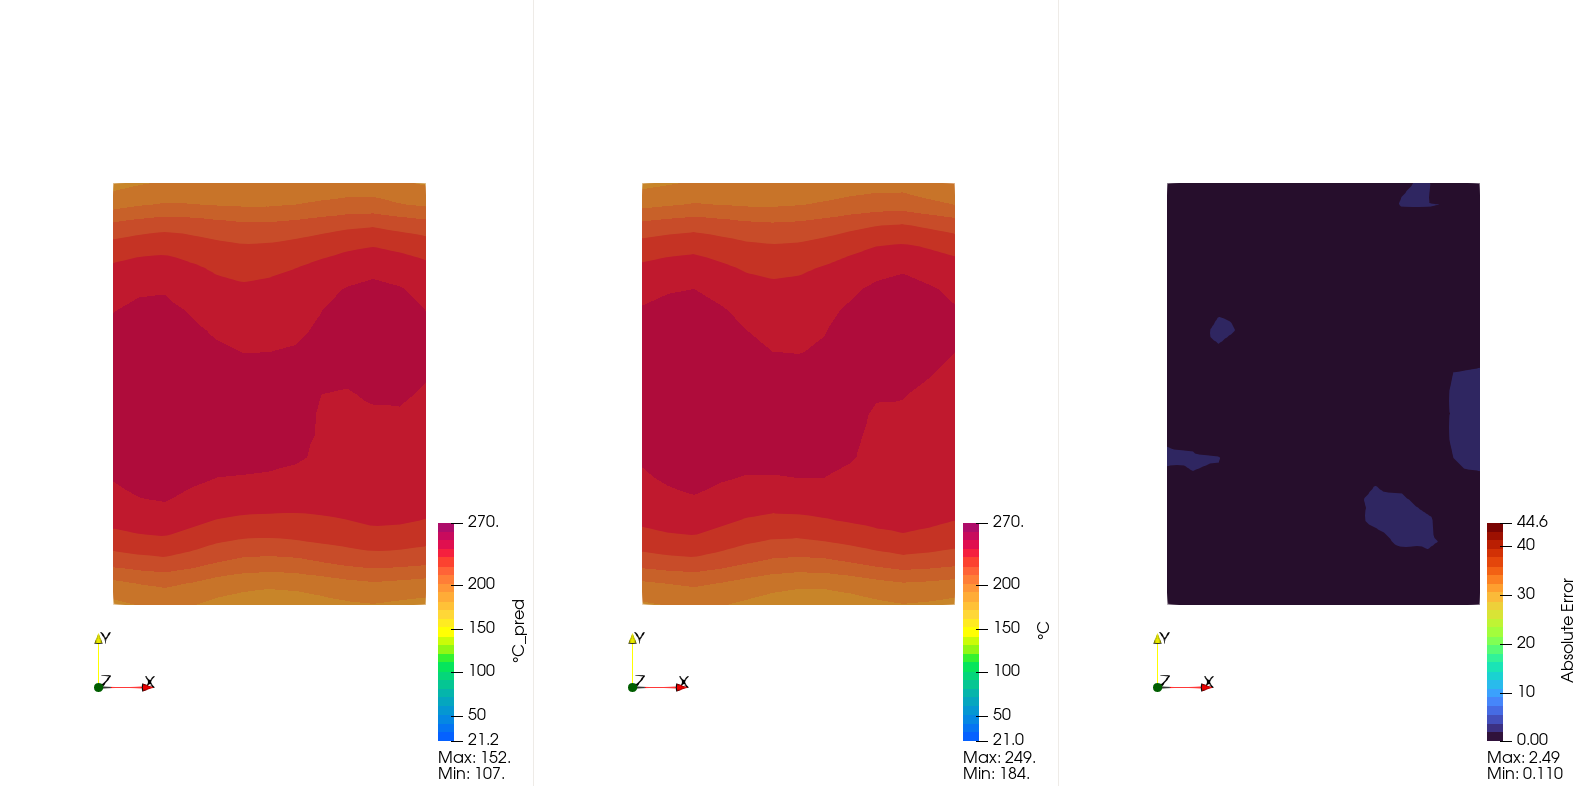 270.
200
150
100
50
21.2
°C_pred
Max: 152.
Min: 107.
Y
Z
X
270.
200
150
100
50
21.0
°C
Max: 249.
Min: 184.
Y
Z
X
44.6
40
30
20
10
0.00
Absolute Error
Max: 2.49
Min: 0.110
Y
Z
X